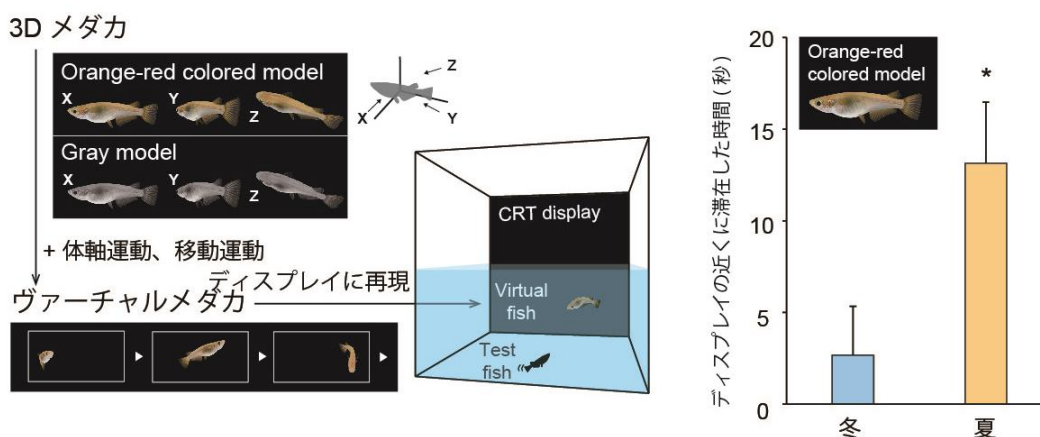 3D メダカ
Orange-red colored model
X
Y
Z
Gray model
X
Y
Z
Z
X
Y
+ 体軸運動、移動運動
ディスプレイに再現
ヴァーチャルメダカ
CRT display
Virtual
fish
Test
fish
ディスプレイの近くに滞在した時間 ( 秒 )
20
15
10
5
0
Orange-red
colored model
*
冬
夏